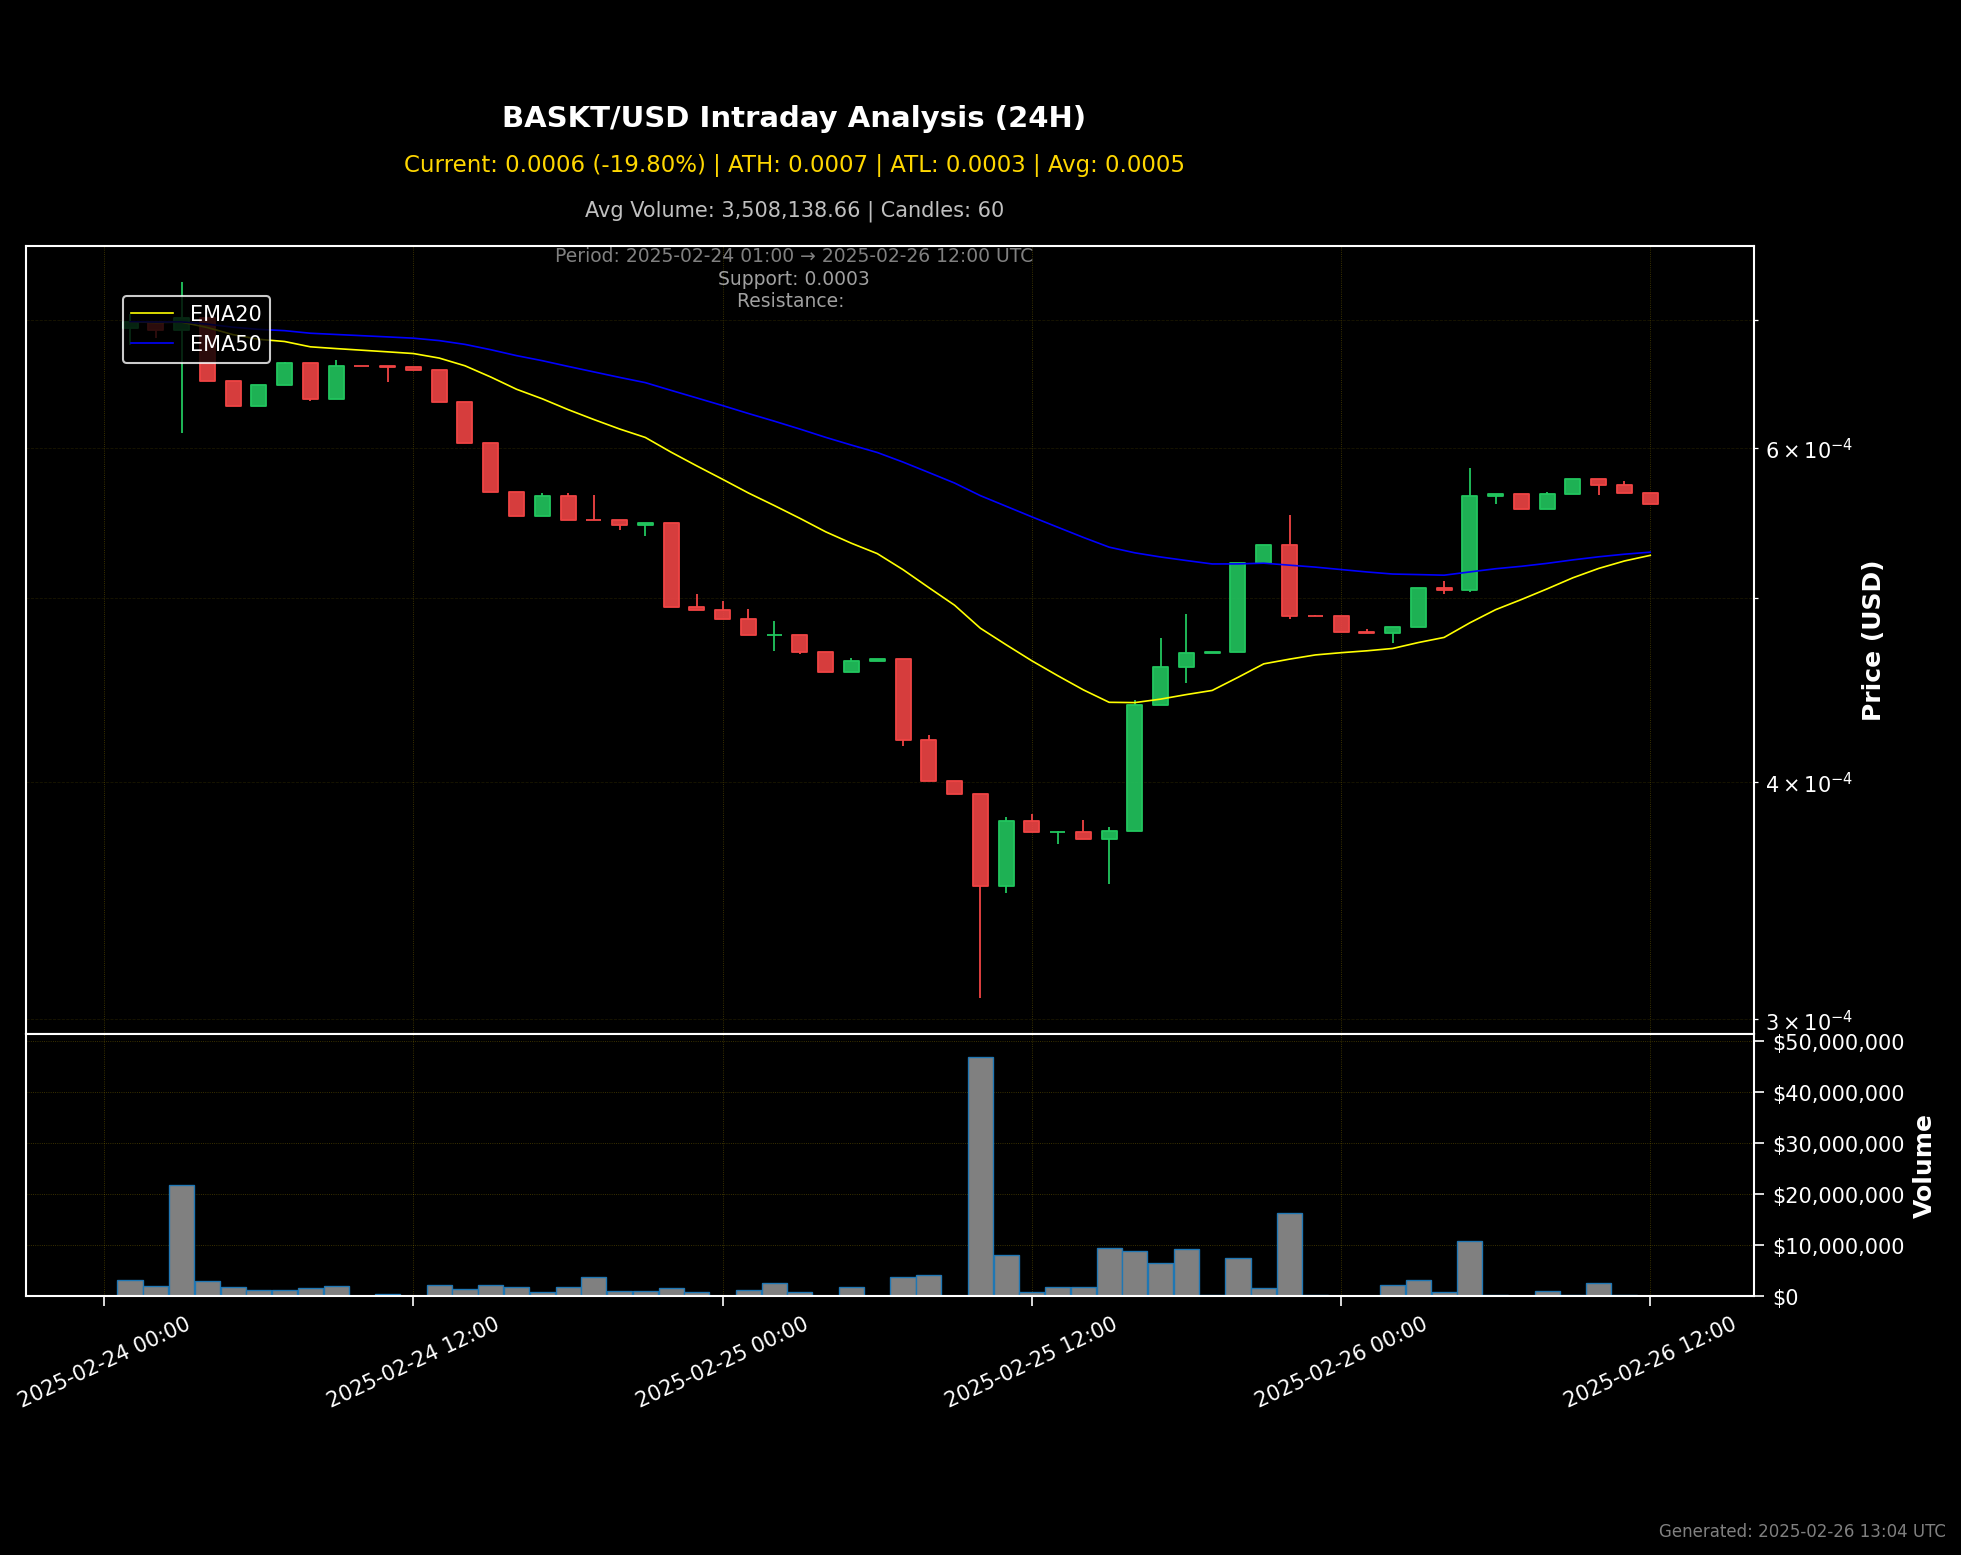 BASKT/USD Intraday Analysis (24H)
Current: 0.0006 (-19.80%) | ATH: 0.0007 | ATL: 0.0003 | Avg: 0.0005
Avg Volume: 3,508,138.66 | Candles: 60
Period: 2025-02-24 01:00 → 2025-02-26 12:00 UTC
Support: 0.0003
Resistance:
EMA20
EMA50
6 × 10⁻⁴
4 × 10⁻⁴
3 × 10⁻⁴
Price (USD)
$50,000,000
$40,000,000
$30,000,000
$20,000,000
$10,000,000
$0
Volume
2025-02-24 00:00
2025-02-24 12:00
2025-02-25 00:00
2025-02-25 12:00
2025-02-26 00:00
2025-02-26 12:00
Generated: 2025-02-26 13:04 UTC